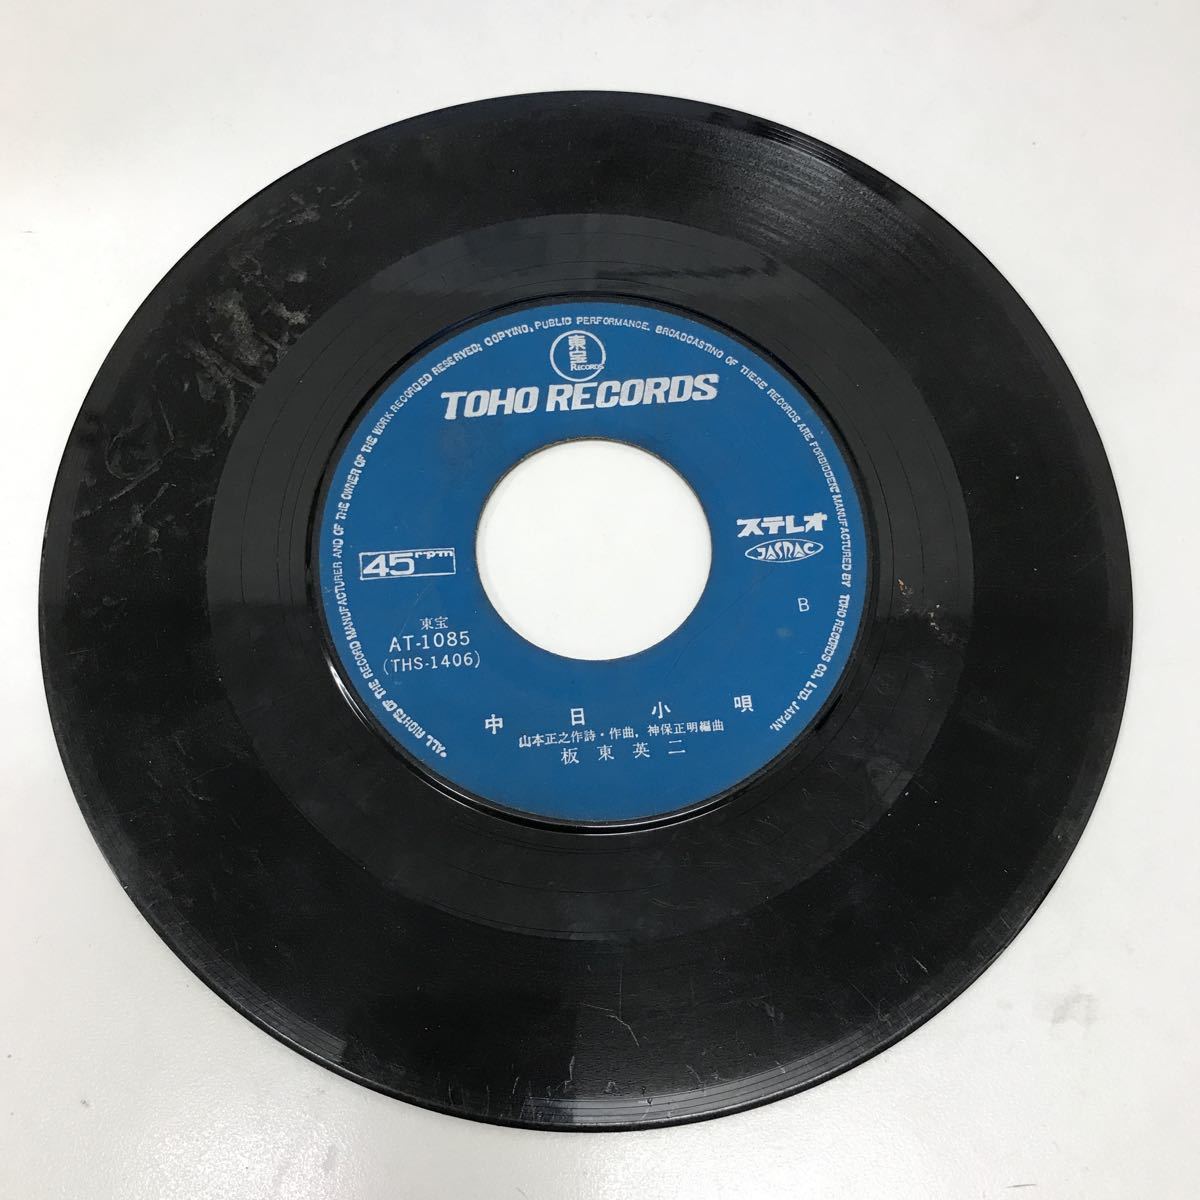 *ALL RIGHTS OF THE RECORD MANUFACTURER AND OF THE OWNER OF THE WORK RECORDED RESERVED; COPYING, PUBLIC PERFORMANCE, BROADCASTING OF THESE RECORDS ARE FORBIDDEN; MANUFACTURED BY TOHO RECORDS CO., LTD. JAPAN.
東宝
RECORDS
TOHO RECORDS
ステレオ
JASRAC
45rpm
B
東宝
AT-1085
(THS-1406)
中日小唄
山本正之作詩・作曲, 神保正明編曲
板東英二